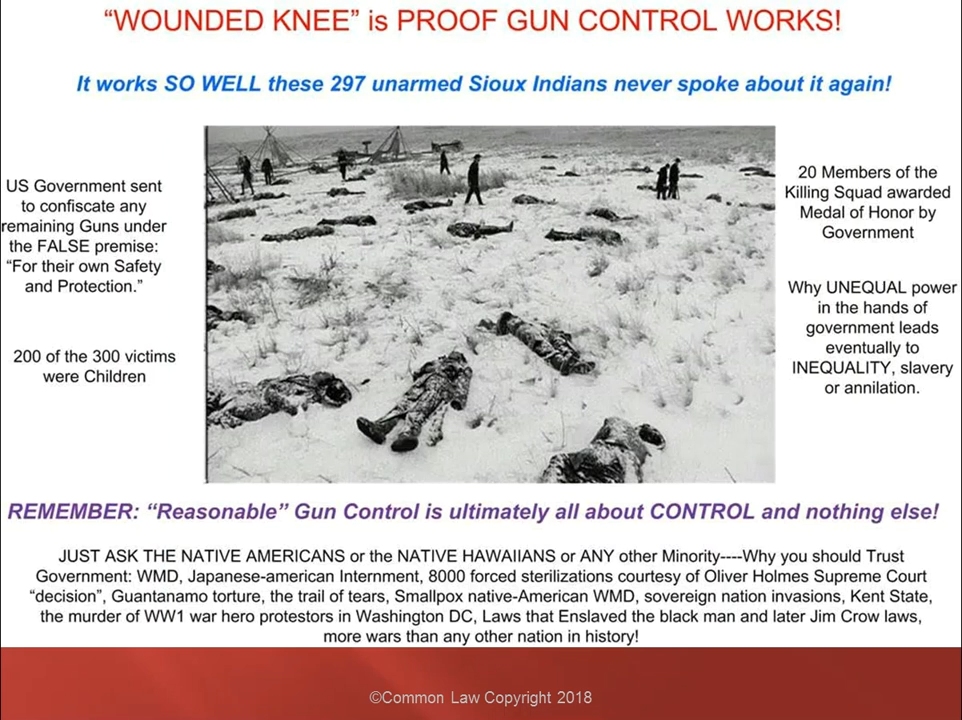 “WOUNDED KNEE” is PROOF GUN CONTROL WORKS!
It works SO WELL these 297 unarmed Sioux Indians never spoke about it again!
US Government sent
to confiscate any
remaining Guns under
the FALSE premise:
“For their own Safety
and Protection.”
200 of the 300 victims
were Children
20 Members of the
Killing Squad awarded
Medal of Honor by
Government
Why UNEQUAL power
in the hands of
government leads
eventually to
INEQUALITY, slavery
or annilation.
REMEMBER: “Reasonable” Gun Control is ultimately all about CONTROL and nothing else!
JUST ASK THE NATIVE AMERICANS or the NATIVE HAWAIIANS or ANY other Minority----Why you should Trust
Government: WMD, Japanese-american Internment, 8000 forced sterilizations courtesy of Oliver Holmes Supreme Court
“decision”, Guantanamo torture, the trail of tears, Smallpox native-American WMD, sovereign nation invasions, Kent State,
the murder of WW1 war hero protestors in Washington DC, Laws that Enslaved the black man and later Jim Crow laws,
more wars than any other nation in history!
©Common Law Copyright 2018